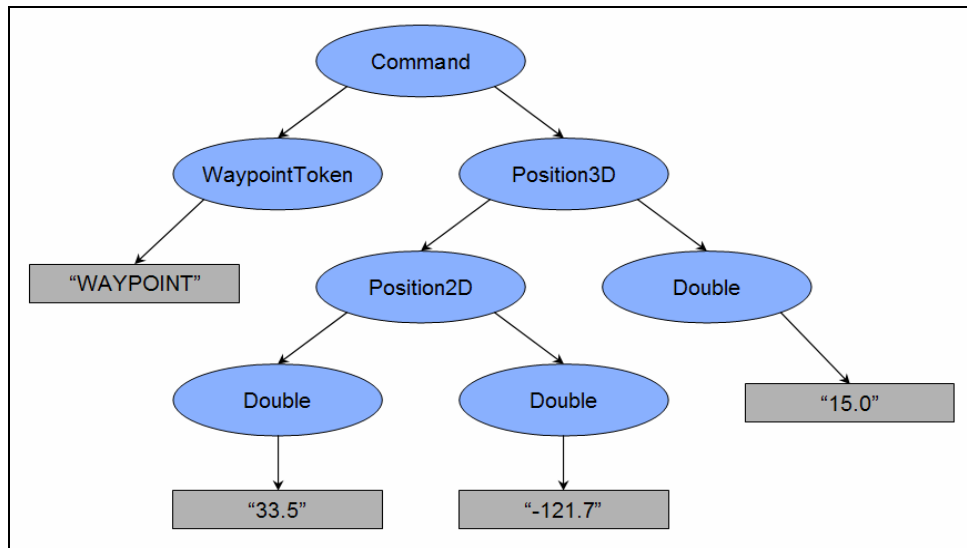 Command
WaypointToken
Position3D
“WAYPOINT”
Position2D
Double
Double
Double
“15.0”
“33.5”
“-121.7”